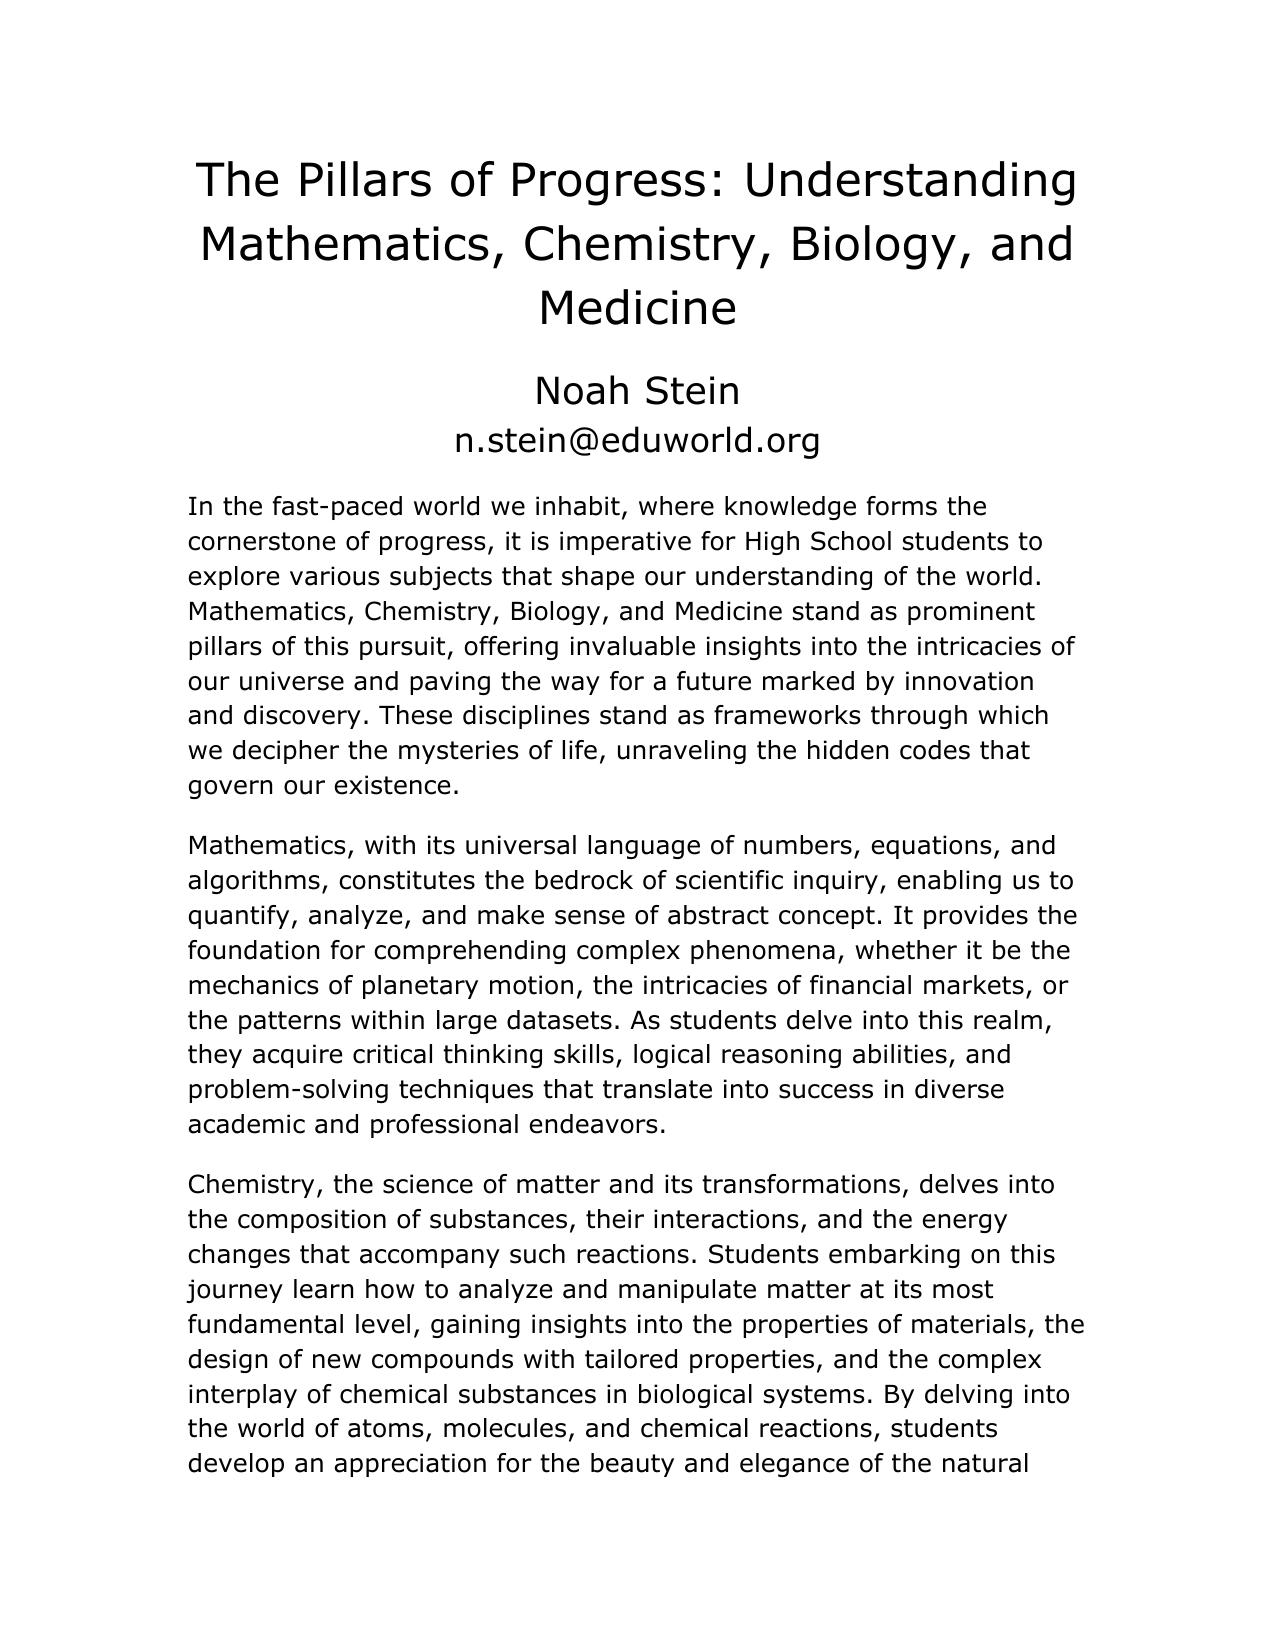 The Pillars of Progress: Understanding
Mathematics, Chemistry, Biology, and
Medicine
Noah Stein
n.stein@eduworld.org
In the fast-paced world we inhabit, where knowledge forms the
cornerstone of progress, it is imperative for High School students to
explore various subjects that shape our understanding of the world.
Mathematics, Chemistry, Biology, and Medicine stand as prominent
pillars of this pursuit, offering invaluable insights into the intricacies of
our universe and paving the way for a future marked by innovation
and discovery. These disciplines stand as frameworks through which
we decipher the mysteries of life, unraveling the hidden codes that
govern our existence.
Mathematics, with its universal language of numbers, equations, and
algorithms, constitutes the bedrock of scientific inquiry, enabling us to
quantify, analyze, and make sense of abstract concept. It provides the
foundation for comprehending complex phenomena, whether it be the
mechanics of planetary motion, the intricacies of financial markets, or
the patterns within large datasets. As students delve into this realm,
they acquire critical thinking skills, logical reasoning abilities, and
problem-solving techniques that translate into success in diverse
academic and professional endeavors.
Chemistry, the science of matter and its transformations, delves into
the composition of substances, their interactions, and the energy
changes that accompany such reactions. Students embarking on this
journey learn how to analyze and manipulate matter at its most
fundamental level, gaining insights into the properties of materials, the
design of new compounds with tailored properties, and the complex
interplay of chemical substances in biological systems. By delving into
the world of atoms, molecules, and chemical reactions, students
develop an appreciation for the beauty and elegance of the natural